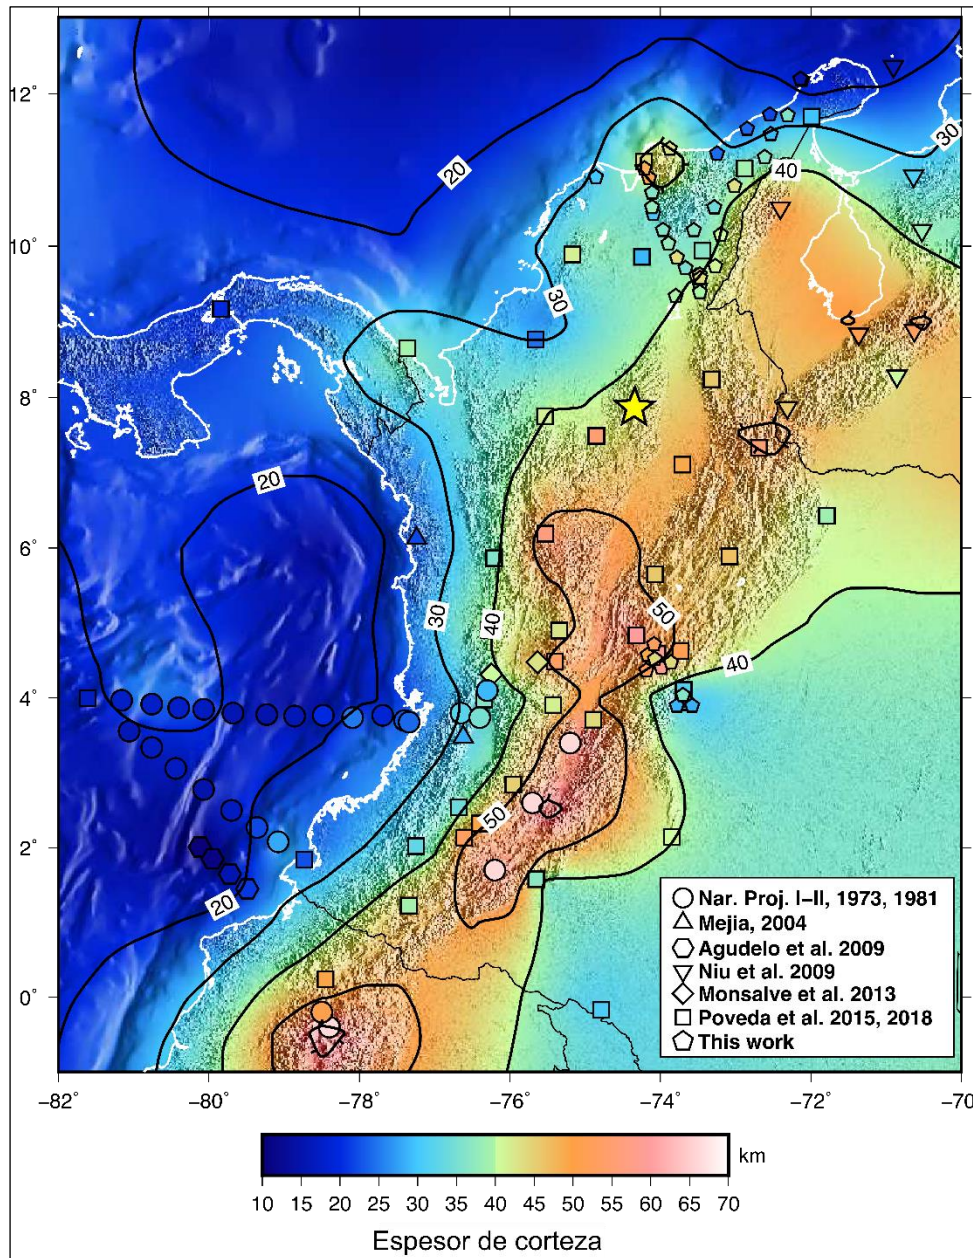 12°
10°
8°
6°
4°
2°
0°
20
30
40
30
20
30
40
50
40
50
20
Nar. Proj. I-II, 1973, 1981
Mejia, 2004
Agudelo et al. 2009
Niu et al. 2009
Monsalve et al. 2013
Poveda et al. 2015, 2018
This work
-82° -80° -78° -76° -74° -72° -70°
km
10 15 20 25 30 35 40 45 50 55 60 65 70
Espesor de corteza